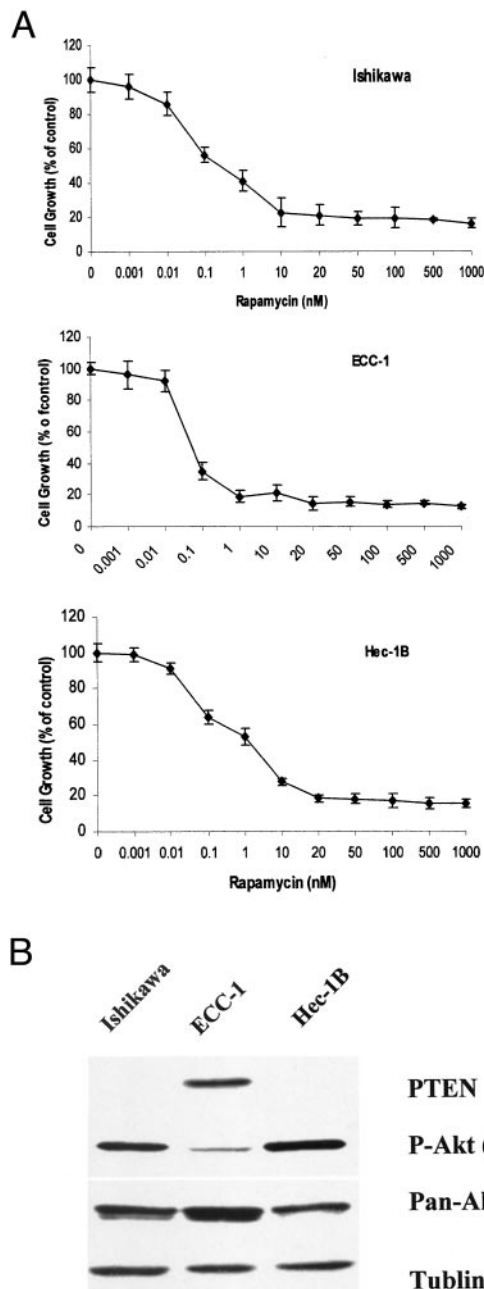 A
Ishikawa
Cell Growth (% of control)
120
100
80
60
40
20
0
0 0.001 0.01 0.1 1 10 20 50 100 500 1000
Rapamycin (nM)
ECC-1
Cell Growth (% o fcontrol)
120
100
80
60
40
20
0
0 0.001 0.01 0.1 1 10 20 50 100 500 1000
Hec-1B
Cell Growth (% of control)
120
100
80
60
40
20
0
0 0.001 0.01 0.1 1 10 20 50 100 500 1000
Rapamycin (nM)
B
Ishikawa ECC-1 Hec-1B
PTEN
P-Akt (
Pan-Ak
Tublin